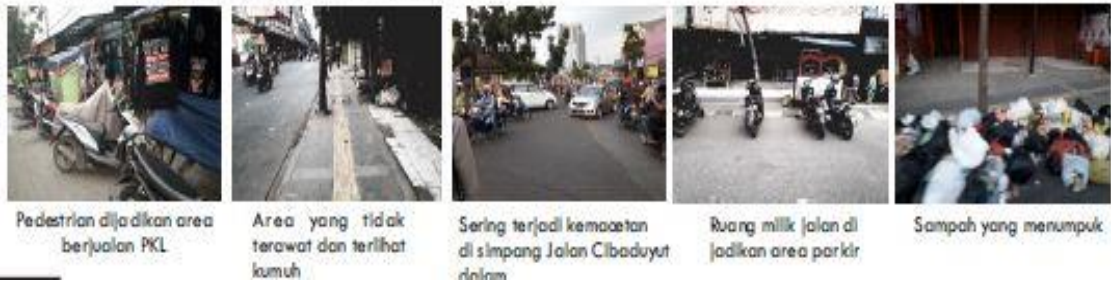 Pedestrian dijadikan area
berjualan PKL
Area yang tidak
terawat dan terlihat
kumuh
Sering terjadi kemacetan
di simpang Jalan Cibaduyut
dalam
Ruang milik jalan di
jadikan area parkir
Sampah yang menumpuk